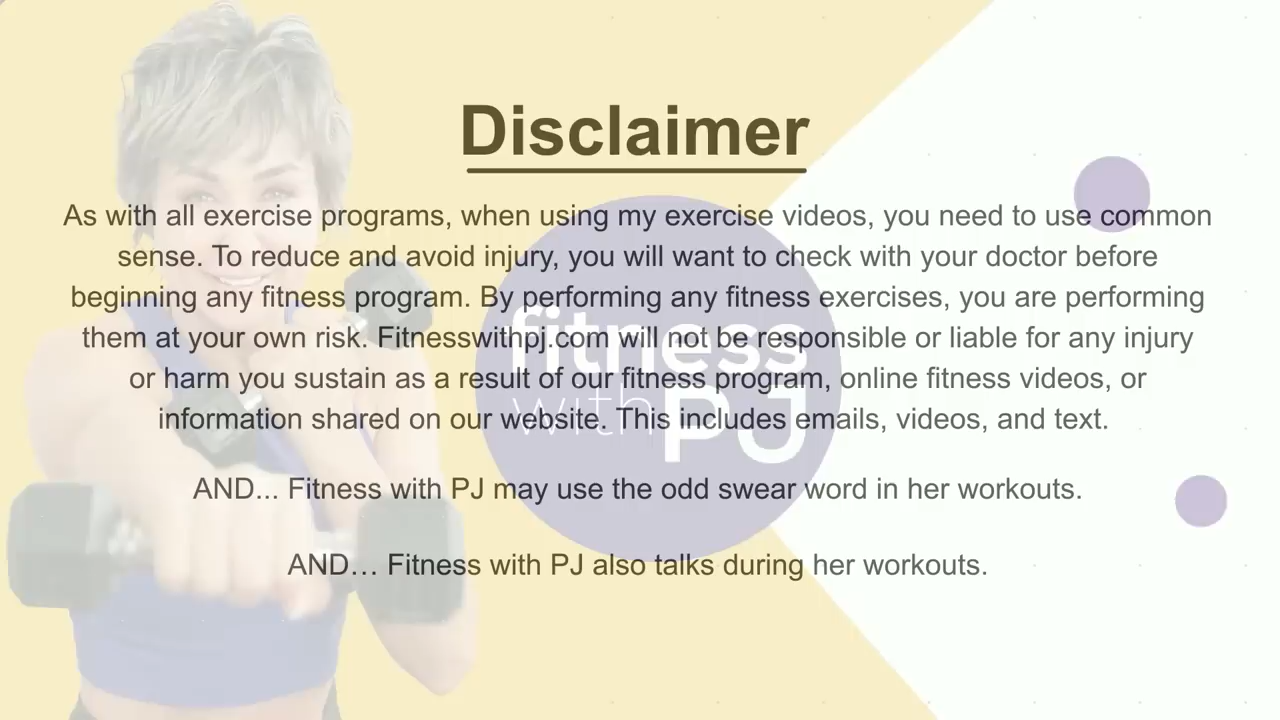 Disclaimer
As with all exercise programs, when using my exercise videos, you need to use common
sense. To reduce and avoid injury, you will want to check with your doctor before
beginning any fitness program. By performing any fitness exercises, you are performing
them at your own risk. Fitnesswithpj.com will not be responsible or liable for any injury
or harm you sustain as a result of our fitness program, online fitness videos, or
information shared on our website. This includes emails, videos, and text.
AND... Fitness with PJ may use the odd swear word in her workouts.
AND… Fitness with PJ also talks during her workouts.
fitness
with PJ